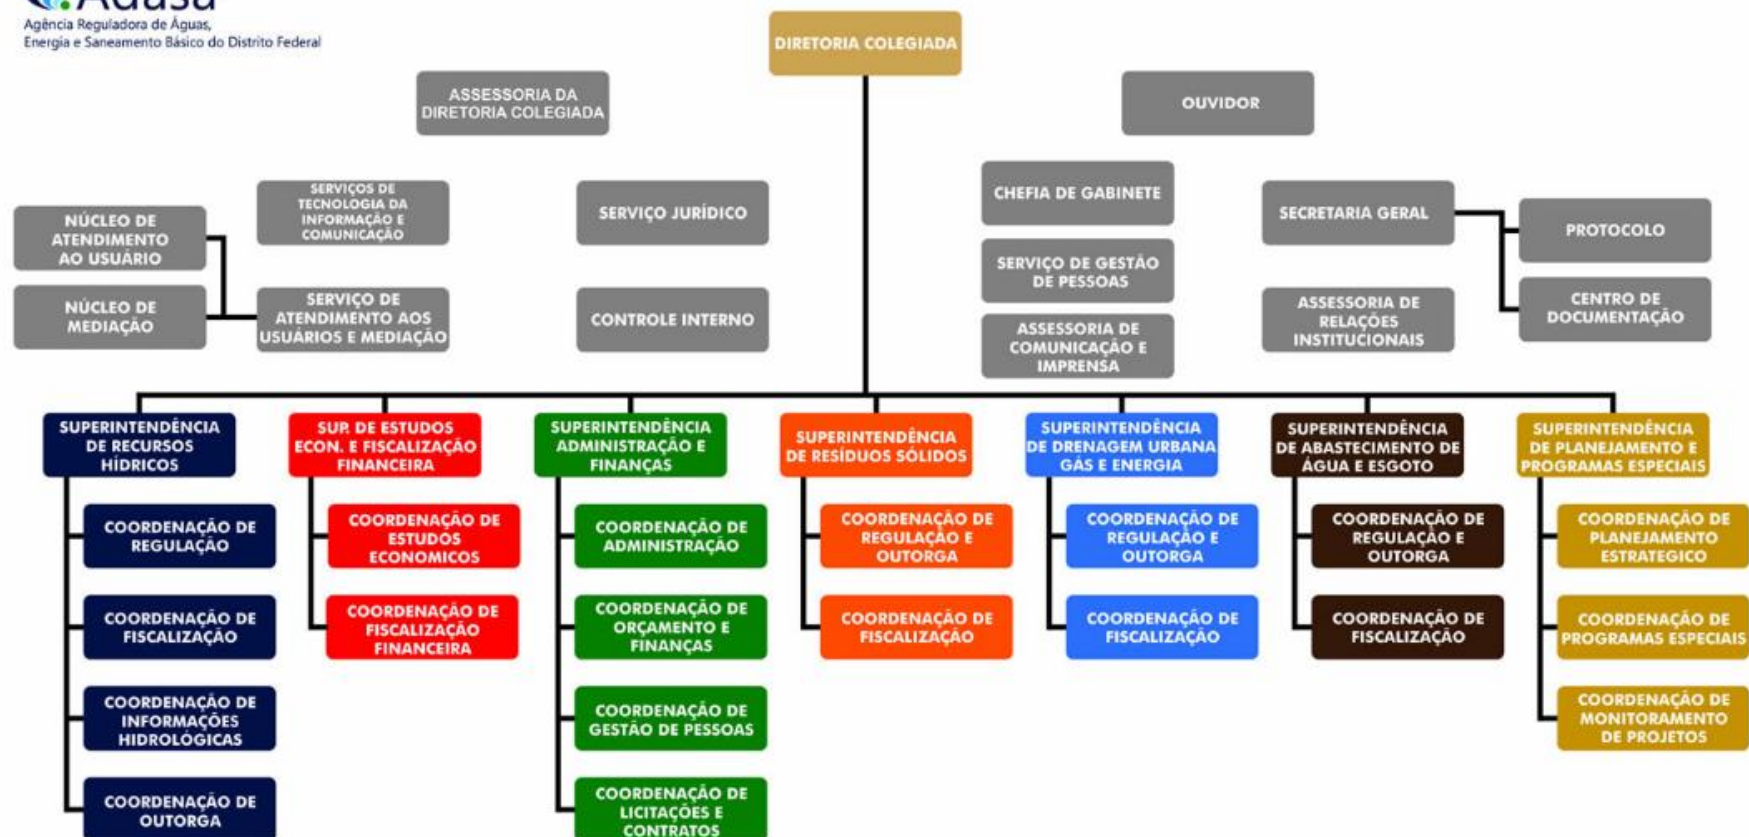 Adasa
Agência Reguladora de Águas,
Energia e Saneamento Básico do Distrito Federal
DIRETORIA COLEGIADA
ASSESSORIA DA
DIRETORIA COLEGIADA
OUVIDOR
NÚCLEO DE
ATENDIMENTO
AO USUÁRIO
SERVIÇOS DE
TECNOLOGIA DA
INFORMAÇÃO E
COMUNICAÇÃO
SERVIÇO JURÍDICO
CHEFIA DE GABINETE
SECRETARIA GERAL
PROTOCOLO
SERVIÇO DE GESTÃO
DE PESSOAS
NÚCLEO DE
MEDIAÇÃO
SERVIÇO DE
ATENDIMENTO AOS
USUÁRIOS E MEDIAÇÃO
CONTROLE INTERNO
ASSESSORIA DE
COMUNICAÇÃO E
IMPRENSA
ASSESSORIA DE
RELAÇÕES
INSTITUCIONAIS
CENTRO DE
DOCUMENTAÇÃO
SUPERINTENDÊNCIA
DE RECURSOS
HÍDRICOS
COORDENAÇÃO DE
REGULAÇÃO
COORDENAÇÃO DE
FISCALIZAÇÃO
COORDENAÇÃO DE
INFORMAÇÕES
HIDROLÓGICAS
COORDENAÇÃO DE
OUTORGA
SUP. DE ESTUDOS
ECON. E FISCALIZAÇÃO
FINANCEIRA
COORDENAÇÃO DE
ESTUDOS
ECONOMICOS
COORDENAÇÃO DE
FISCALIZAÇÃO
FINANCEIRA
SUPERINTENDÊNCIA
ADMINISTRAÇÃO E
FINANÇAS
COORDENAÇÃO DE
ADMINISTRAÇÃO
COORDENAÇÃO DE
ORÇAMENTO E
FINANÇAS
COORDENAÇÃO DE
GESTÃO DE PESSOAS
COORDENAÇÃO DE
LICITAÇÕES E
CONTRATOS
SUPERINTENDÊNCIA
DE RESÍDUOS SÓLIDOS
COORDENAÇÃO DE
REGULAÇÃO E
OUTORGA
COORDENAÇÃO DE
FISCALIZAÇÃO
SUPERINTENDÊNCIA
DE DRENAGEM URBANA
GÁS E ENERGIA
COORDENAÇÃO DE
REGULAÇÃO E
OUTORGA
COORDENAÇÃO DE
FISCALIZAÇÃO
SUPERINTENDÊNCIA
DE ABASTECIMENTO DE
ÁGUA E ESGOTO
COORDENAÇÃO DE
REGULAÇÃO E
OUTORGA
COORDENAÇÃO DE
FISCALIZAÇÃO
SUPERINTENDÊNCIA
DE PLANEJAMENTO E
PROGRAMAS ESPECIAIS
COORDENAÇÃO DE
PLANEJAMENTO
ESTRATEGICO
COORDENAÇÃO DE
PROGRAMAS ESPECIAIS
COORDENAÇÃO DE
MONITORAMENTO
DE PROJETOS